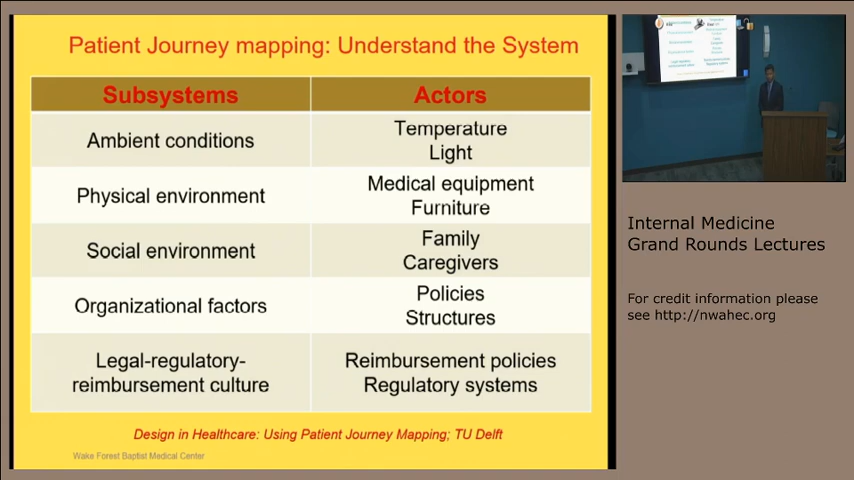 Patient Journey mapping: Understand the System
Subsystems Actors
Ambient conditions
Temperature
Light
Physical environment
Medical equipment
Furniture
Social environment
Family
Caregivers
Organizational factors
Policies
Structures
Legal-regulatory-
reimbursement culture
Reimbursement policies
Regulatory systems
Design in Healthcare: Using Patient Journey Mapping; TU Delft
Wake Forest Baptist Medical Center
Internal Medicine
Grand Rounds Lectures
For credit information please
see http://nwahec.org